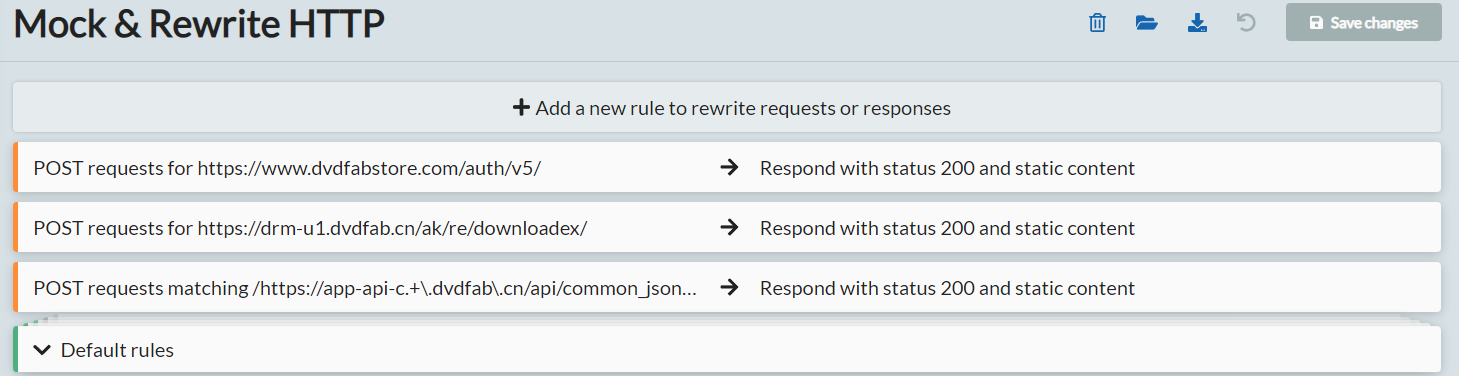 Mock & Rewrite HTTP
Save changes
Add a new rule to rewrite requests or responses
POST requests for https://www.dvdfabstore.com/auth/v5/ Respond with status 200 and static content
POST requests for https://drm-u1.dvdfab.cn/ak/re/downloadex/ Respond with status 200 and static content
POST requests matching /https://app-api-c.+\.dvdfab\.cn/api/common_json... Respond with status 200 and static content
Default rules